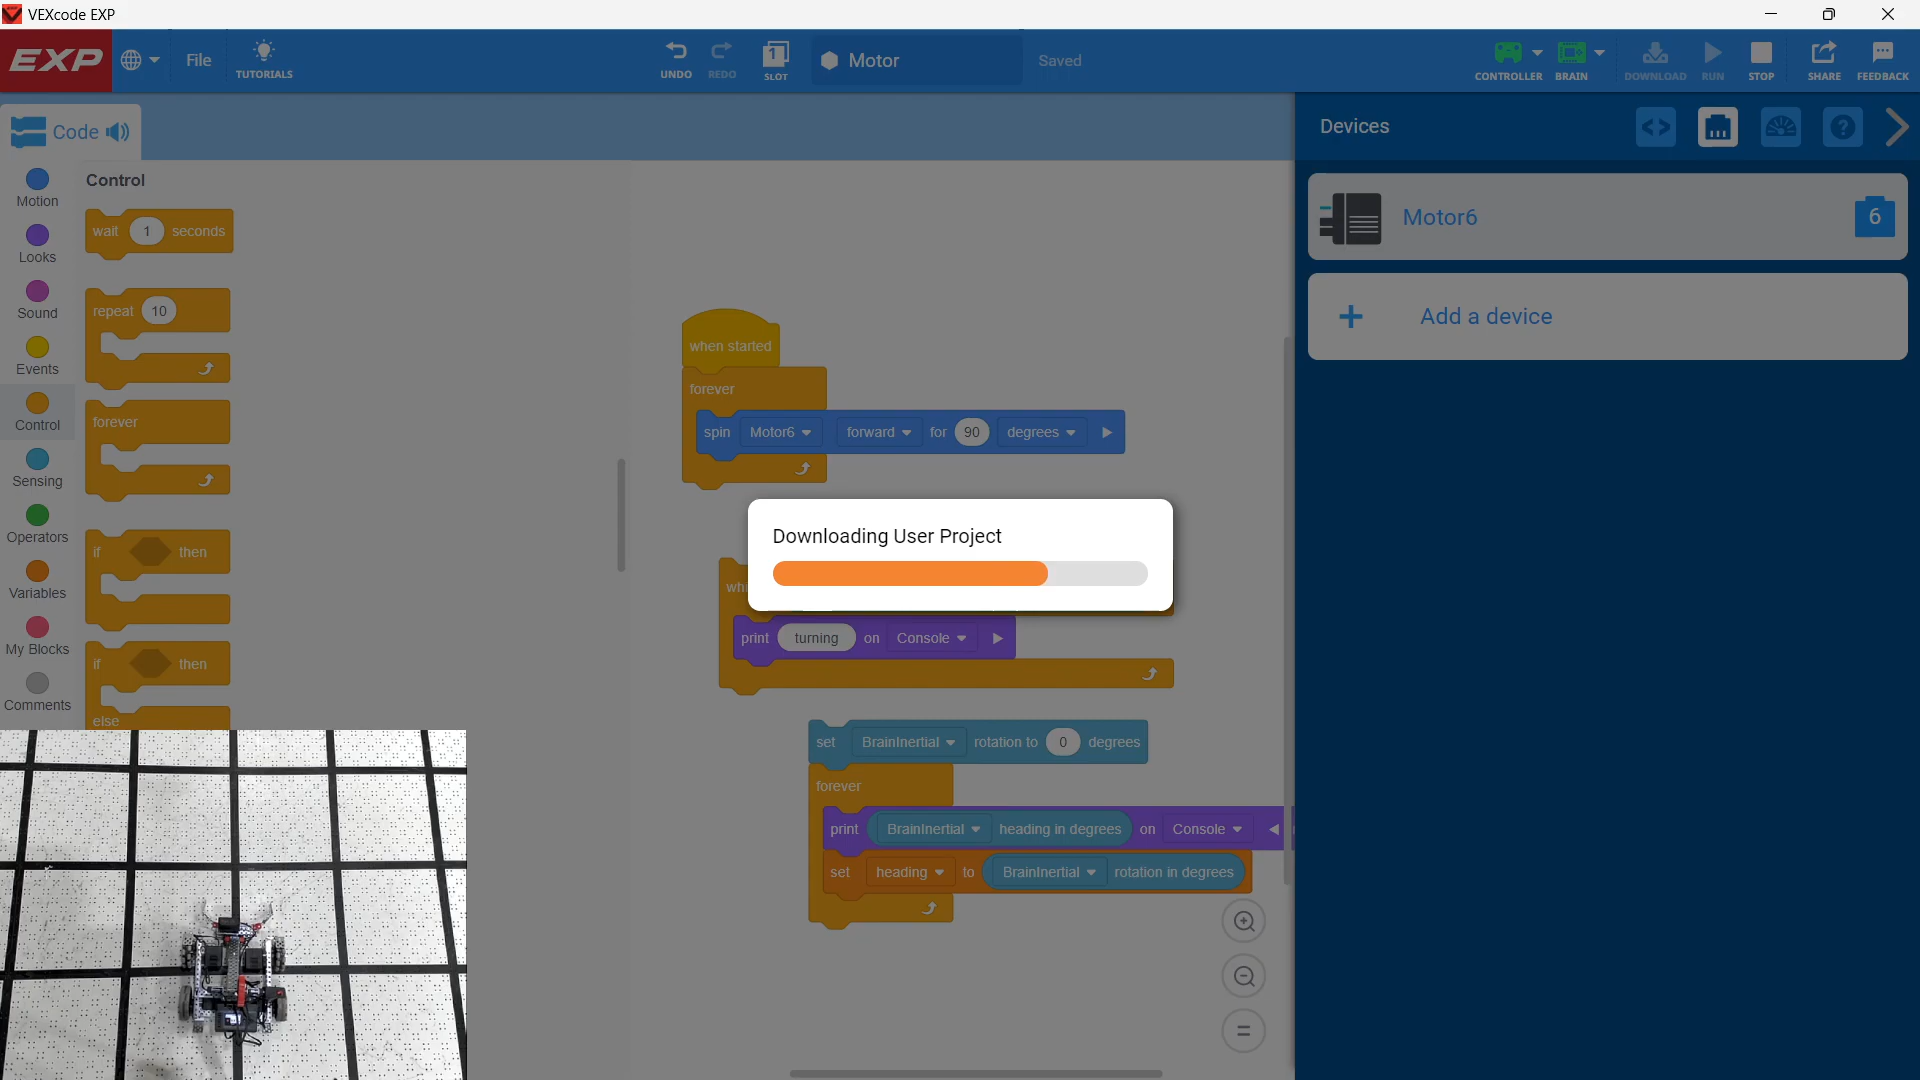 VEXcode EXP
EXP
File
TUTORIALS
UNDO
REDO
1
SLOT
Motor
Saved
CONTROLLER
BRAIN
DOWNLOAD
RUN
STOP
SHARE
FEEDBACK
Code
Devices
?
Motion
Looks
Sound
Events
Control
Sensing
Operators
Variables
My Blocks
Comments
Control
wait 1 seconds
repeat 10
forever
if then
if then
else
when started
forever
spin Motor6 forward for 90 degrees
Downloading User Project
print turning on Console
set BrainInertial rotation to 0 degrees
forever
print BrainInertial heading in degrees on Console
set heading to BrainInertial rotation in degrees
Motor6
6
+ Add a device